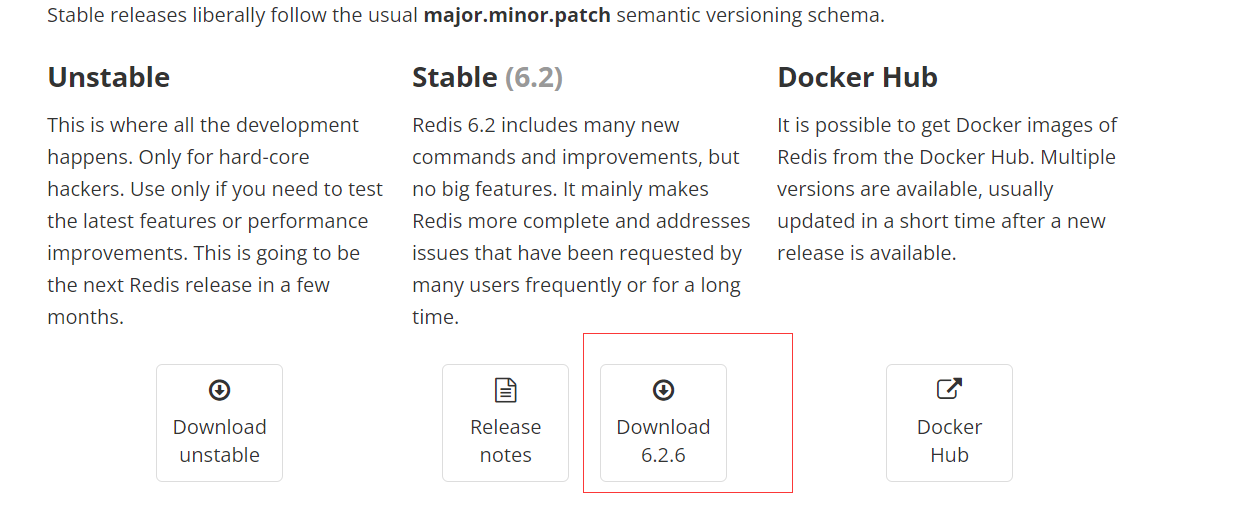 Stable releases liberally follow the usual major.minor.patch semantic versioning schema.
Unstable
This is where all the development
happens. Only for hard-core
hackers. Use only if you need to test
the latest features or performance
improvements. This is going to be
the next Redis release in a few
months.
Download
unstable
Stable (6.2)
Redis 6.2 includes many new
commands and improvements, but
no big features. It mainly makes
Redis more complete and addresses
issues that have been requested by
many users frequently or for a long
time.
Release
notes
Download
6.2.6
Docker Hub
It is possible to get Docker images of
Redis from the Docker Hub. Multiple
versions are available, usually
updated in a short time after a new
release is available.
Docker
Hub